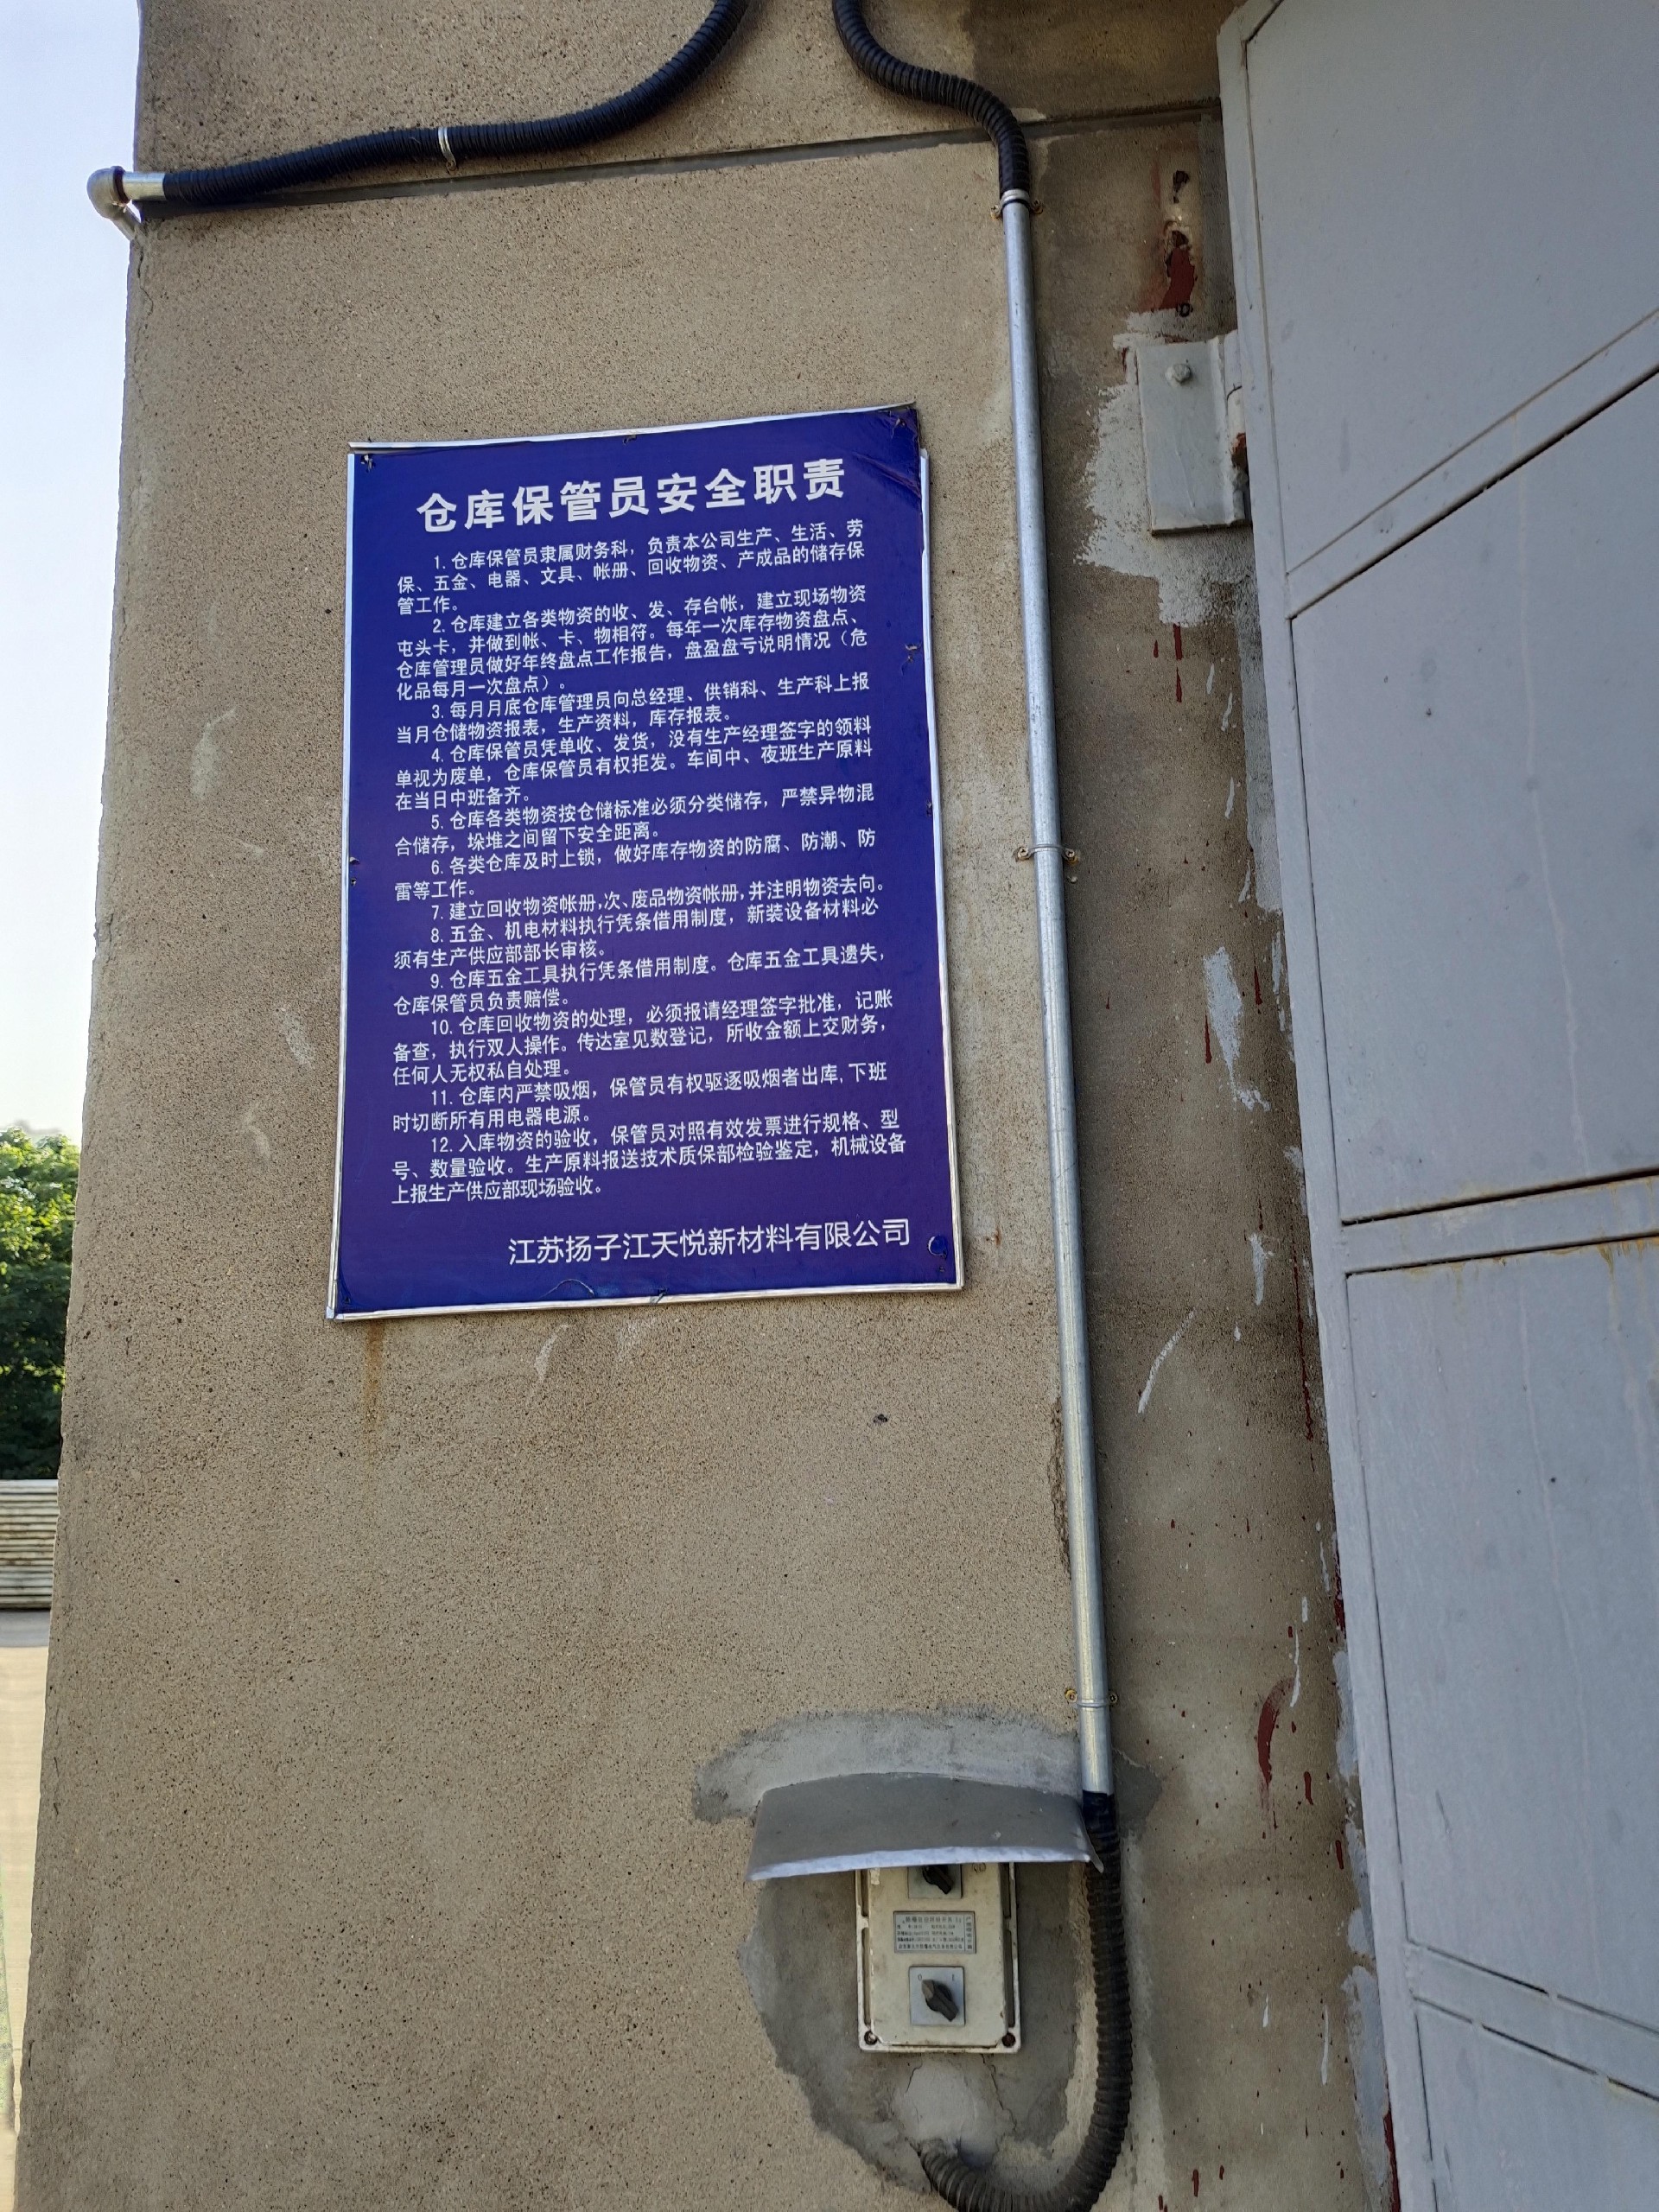 仓库保管员安全职责
1. 仓库保管员隶属财务科，负责本公司生产、生活、劳
保、五金、电器、文具、帐册、回收物资、产成品的储存保
管工作。
2. 仓库建立各类物资的收、发、存台帐，建立现场物资
屯头卡，并做到帐、卡、物相符。每年一次库存物资盘点、
仓库管理员做好年终盘点工作报告，盘盈盘亏说明情况（危
化品每月一次盘点）。
3. 每月月底仓库管理员向总经理、供销科、生产科上报
当月仓储物资报表，生产资料，库存报表。
4. 仓库保管员凭单收、发货，没有生产经理签字的领料
单视为废单，仓库保管员有权拒发。车间中、夜班生产原料
在当日中班备齐。
5. 仓库各类物资按仓储标准必须分类储存，严禁异物混
合储存，垛堆之间留下安全距离。
6. 各类仓库及时上锁，做好库存物资的防腐、防潮、防
雷等工作。
7. 建立回收物资帐册,次、废品物资帐册,并注明物资去向。
8. 五金、机电材料执行凭条借用制度，新装设备材料必
须有生产供应部部长审核。
9. 仓库五金工具执行凭条借用制度。仓库五金工具遗失，
仓库保管员负责赔偿。
10. 仓库回收物资的处理，必须报请经理签字批准，记账
备查，执行双人操作。传达室见数登记，所收金额上交财务，
任何人无权私自处理。
11. 仓库内严禁吸烟，保管员有权驱逐吸烟者出库,下班
时切断所有用电器电源。
12. 入库物资的验收，保管员对照有效发票进行规格、型
号、数量验收。生产原料报送技术质保部检验鉴定，机械设备
上报生产供应部现场验收。
江苏扬子江天悦新材料有限公司